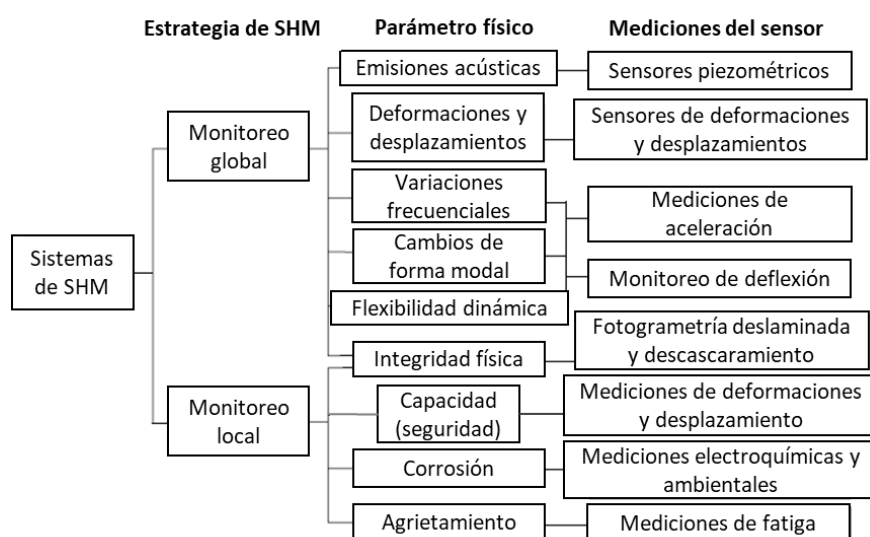 Estrategia de SHM
Parámetro físico
Mediciones del sensor
Sistemas
de SHM
Monitoreo
global
Monitoreo
local
Emisiones acústicas
Deformaciones y
desplazamientos
Variaciones
frecuenciales
Cambios de
forma modal
Flexibilidad dinámica
Integridad física
Capacidad
(seguridad)
Corrosión
Agrietamiento
Sensores piezométricos
Sensores de deformaciones
y desplazamientos
Mediciones de
aceleración
Monitoreo de deflexión
Fotogrametría deslaminada
y descascaramiento
Mediciones de deformaciones
y desplazamiento
Mediciones electroquímicas y
ambientales
Mediciones de fatiga